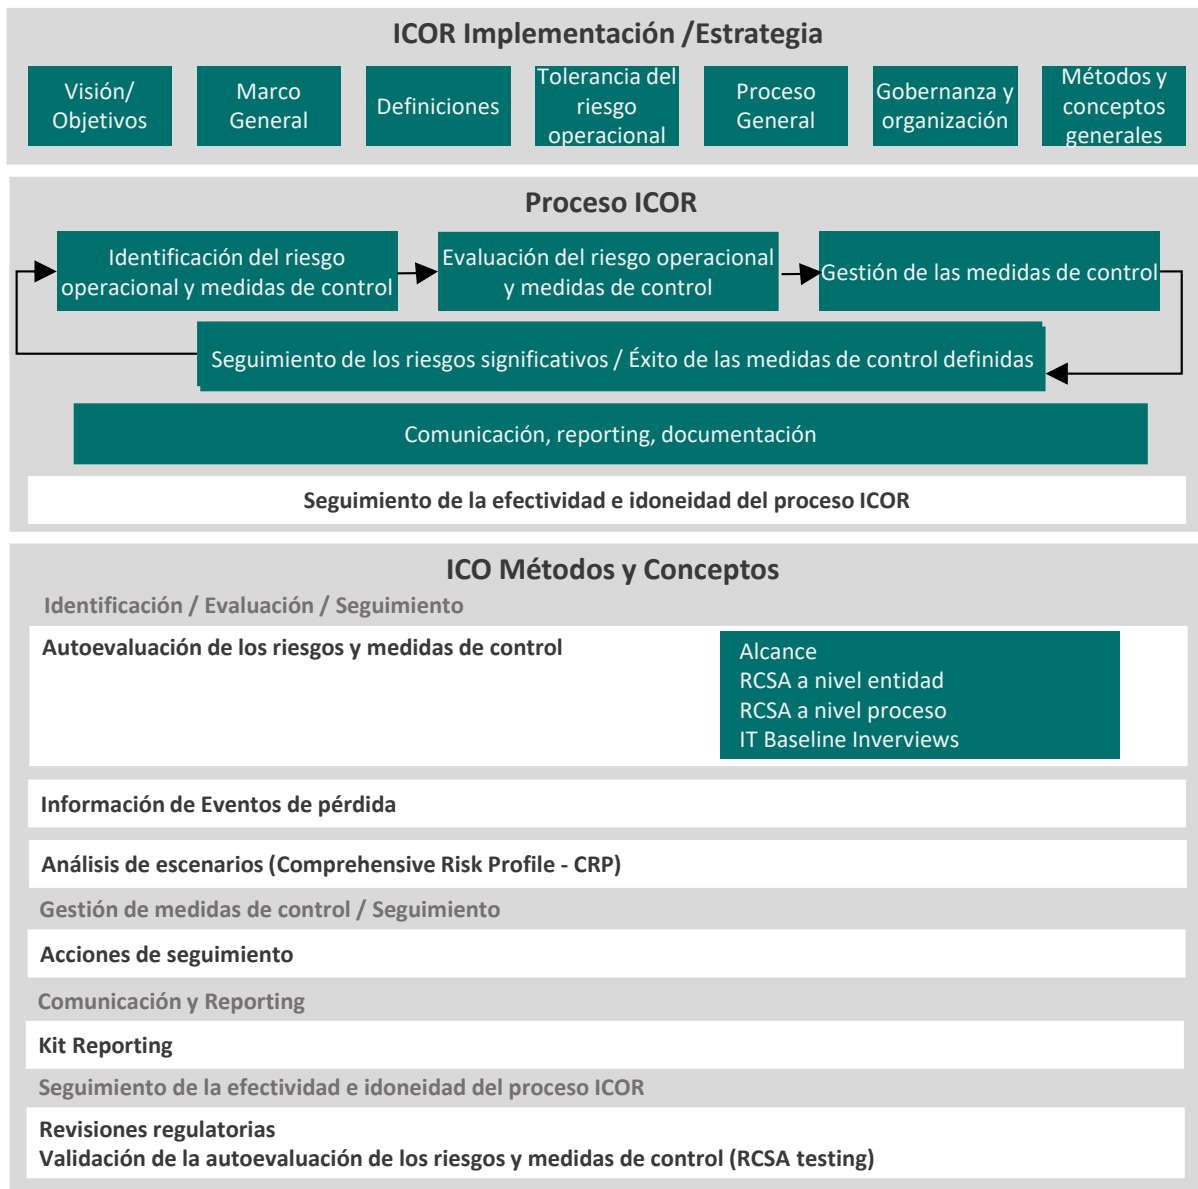 ICOR Implementación /Estrategia
Visión/
Objetivos
Marco
General
Definiciones
Tolerancia del
riesgo
operacional
Proceso
General
Gobernanza y
organización
Métodos y
conceptos
generales
Proceso ICOR
Identificación del riesgo
operacional y medidas de control
Evaluación del riesgo operacional
y medidas de control
Gestión de las medidas de control
Seguimiento de los riesgos significativos / Éxito de las medidas de control definidas
Comunicación, reporting, documentación
Seguimiento de la efectividad e idoneidad del proceso ICOR
ICO Métodos y Conceptos
Identificación / Evaluación / Seguimiento
Autoevaluación de los riesgos y medidas de control
Alcance
RCSA a nivel entidad
RCSA a nivel proceso
IT Baseline Inverviews
Información de Eventos de pérdida
Análisis de escenarios (Comprehensive Risk Profile - CRP)
Gestión de medidas de control / Seguimiento
Acciones de seguimiento
Comunicación y Reporting
Kit Reporting
Seguimiento de la efectividad e idoneidad del proceso ICOR
Revisiones regulatorias
Validación de la autoevaluación de los riesgos y medidas de control (RCSA testing)